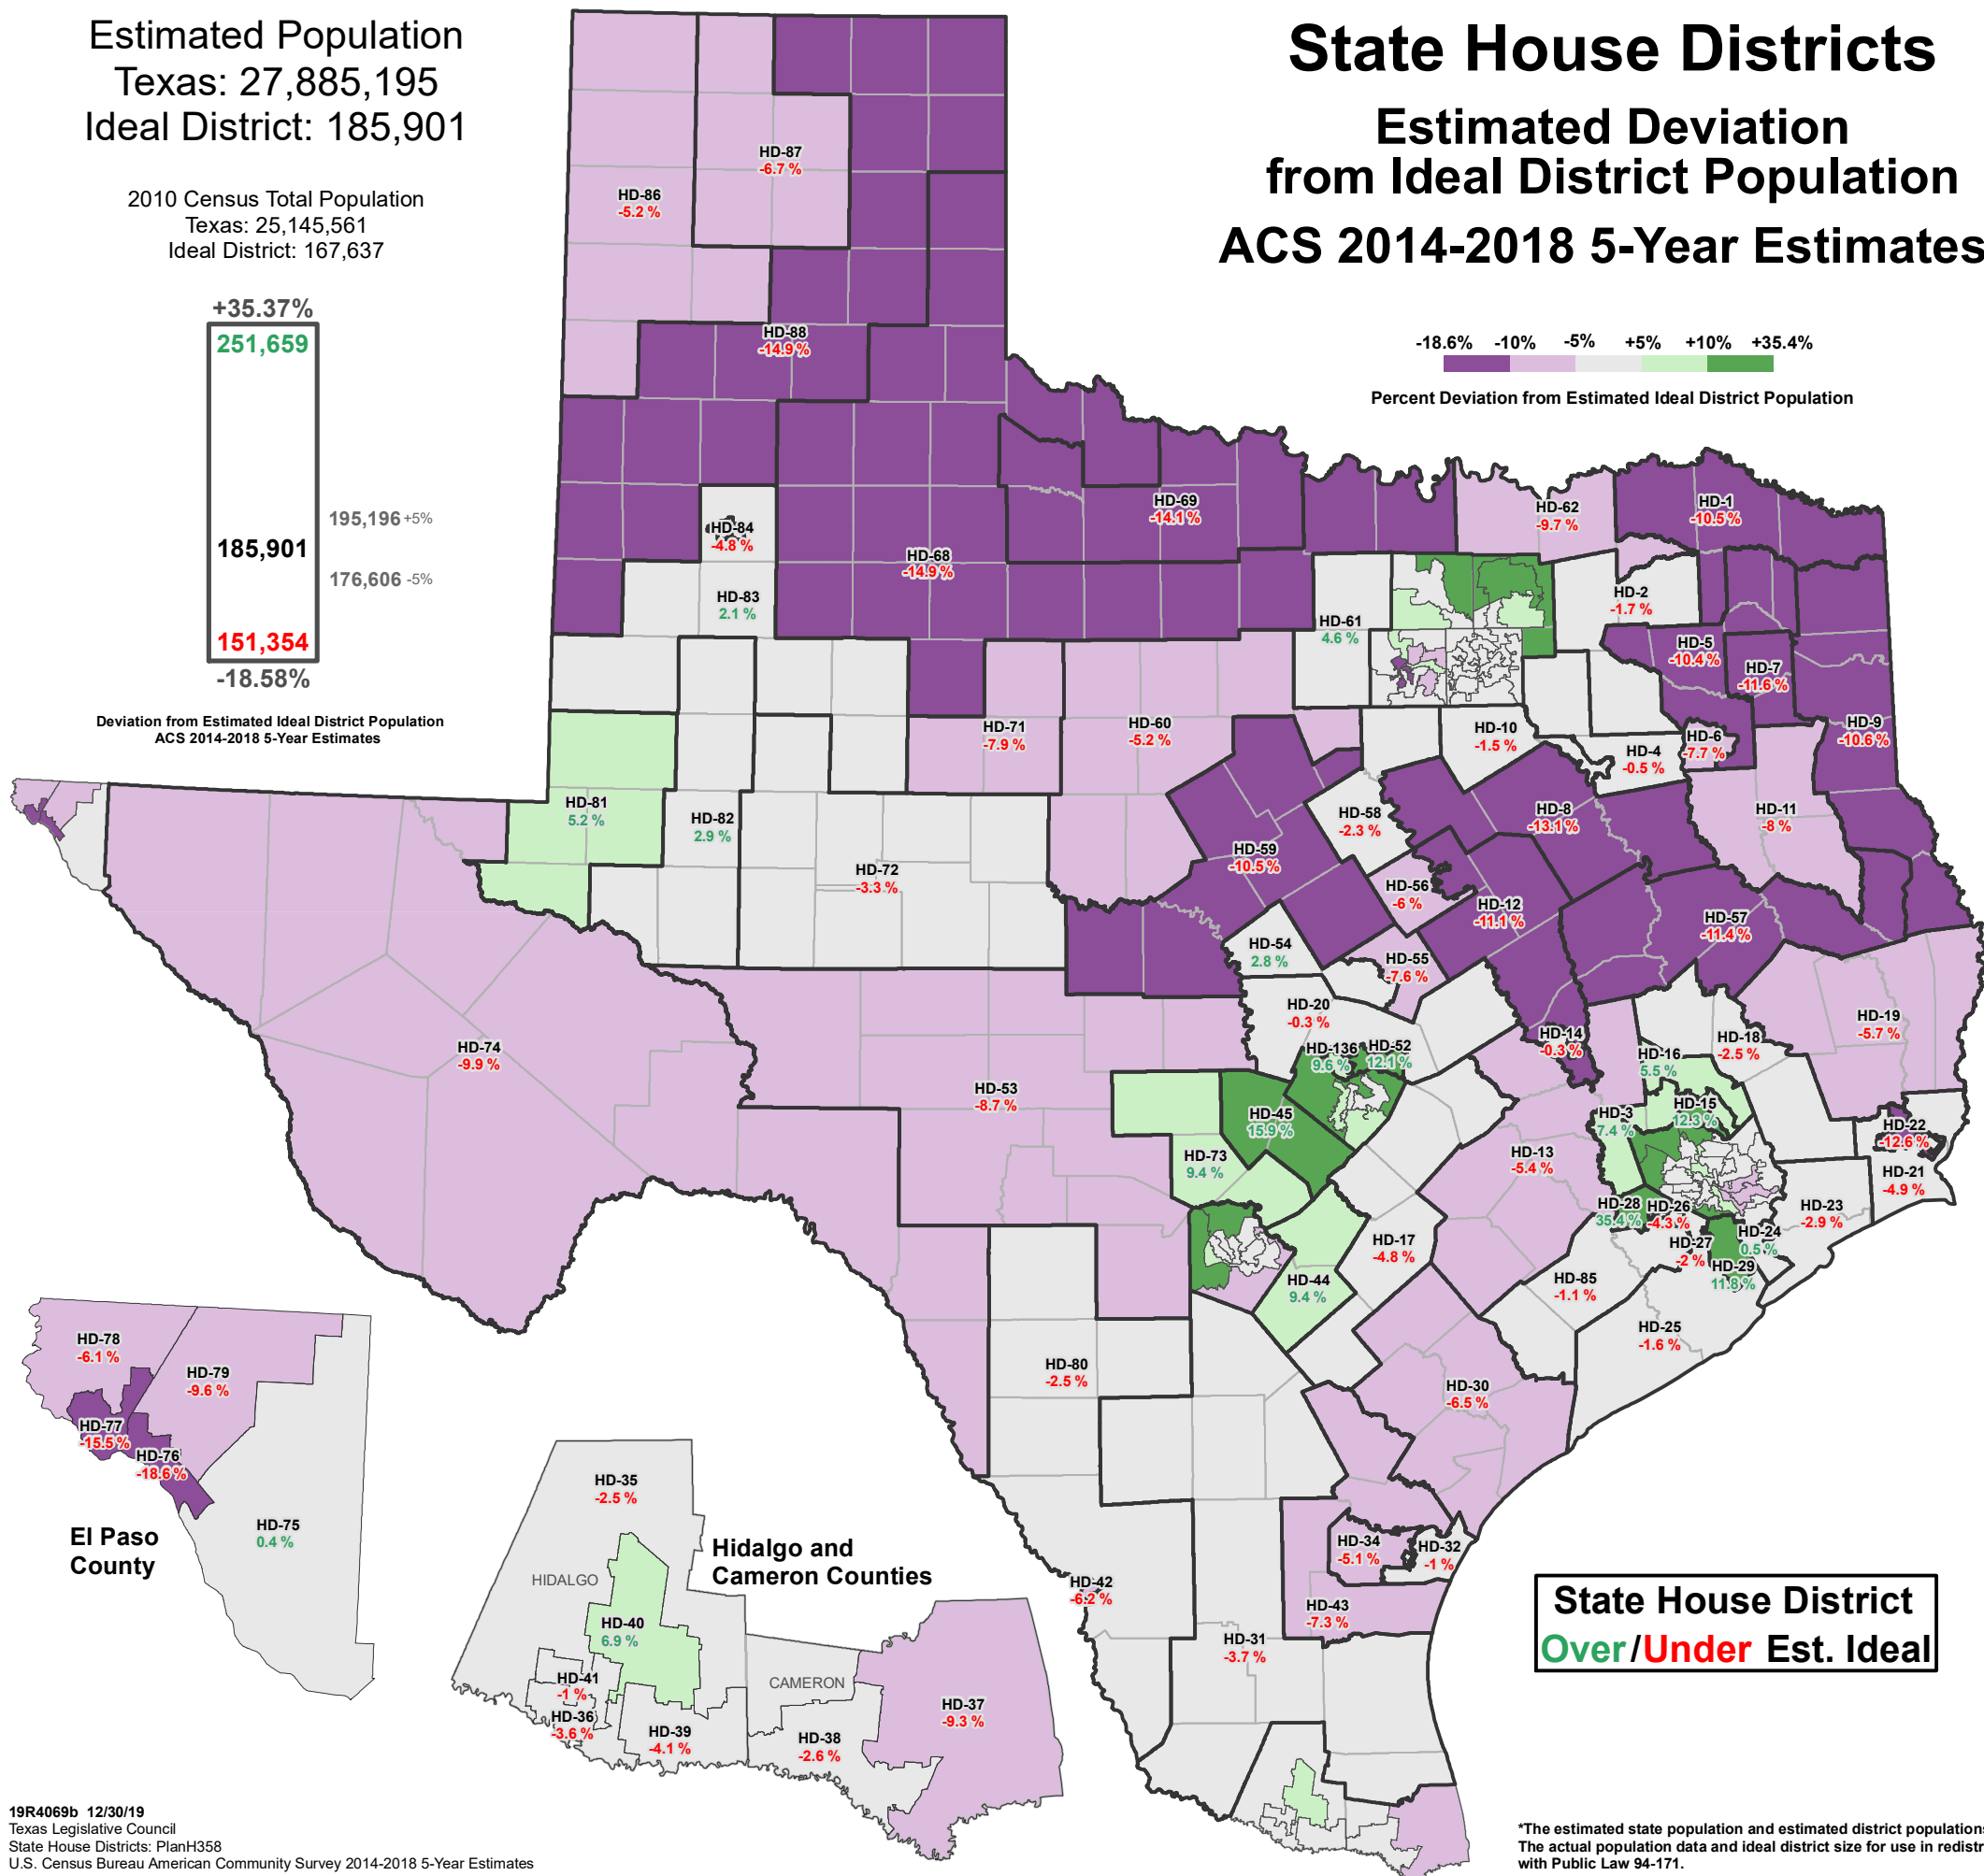 Estimated Population
Texas: 27,885,195
Ideal District: 185,901
2010 Census Total Population
Texas: 25,145,561
Ideal District: 167,637
+35.37%
251,659
195,196 +5%
185,901
176,606 -5%
151,354
-18.58%
Deviation from Estimated Ideal District Population
ACS 2014-2018 5-Year Estimates
State House Districts
Estimated Deviation
from Ideal District Population
ACS 2014-2018 5-Year Estimates
-18.6% -10% -5% +5% +10% +35.4%
Percent Deviation from Estimated Ideal District Population
HD-87
-6.7 %
HD-86
-5.2 %
HD-88
-14.9 %
HD-69
-14.1 %
HD-62
-9.7 %
HD-1
-10.5 %
HD-84
-4.8 %
HD-68
-14.9 %
HD-83
2.1 %
HD-61
4.6 %
HD-2
-1.7 %
HD-5
-10.4 %
HD-7
-11.6 %
HD-9
-10.6 %
HD-71
-7.9 %
HD-60
-5.2 %
HD-10
-1.5 %
HD-4
-0.5 %
HD-6
-7.7 %
HD-81
5.2 %
HD-82
2.9 %
HD-58
-2.3 %
HD-8
-13.1 %
HD-11
-8 %
HD-72
-3.3 %
HD-59
-10.5 %
HD-56
-6 %
HD-12
-11.1 %
HD-57
-11.4 %
HD-54
2.8 %
HD-55
-7.6 %
HD-74
-9.9 %
HD-20
-0.3 %
HD-136
9.6 %
HD-52
12.1 %
HD-14
-0.3 %
HD-16
5.5 %
HD-18
-2.5 %
HD-19
-5.7 %
HD-53
-8.7 %
HD-45
15.9 %
HD-3
7.4 %
HD-15
12.3 %
HD-22
-12.6 %
HD-73
9.4 %
HD-13
-5.4 %
HD-21
-4.9 %
HD-28
35.4 %
HD-26
-4.3 %
HD-23
-2.9 %
HD-17
-4.8 %
HD-27
-2 %
HD-24
0.5 %
HD-29
11.8 %
HD-44
9.4 %
HD-85
-1.1 %
HD-25
-1.6 %
HD-80
-2.5 %
HD-30
-6.5 %
HD-34
-5.1 %
HD-32
-1 %
HD-42
-6.2 %
HD-43
-7.3 %
HD-31
-3.7 %
HD-78
-6.1 %
HD-79
-9.6 %
HD-77
-15.5 %
HD-76
-18.6 %
HD-75
0.4 %
El Paso
County
HD-35
-2.5 %
Hidalgo and
Cameron Counties
HIDALGO
HD-40
6.9 %
HD-41
-1 %
HD-36
-3.6 %
HD-39
-4.1 %
CAMERON
HD-38
-2.6 %
HD-37
-9.3 %
State House District
Over/Under Est. Ideal
19R4069b 12/30/19
Texas Legislative Council
State House Districts: PlanH358
U.S. Census Bureau American Community Survey 2014-2018 5-Year Estimates
*The estimated state population and estimated district population
The actual population data and ideal district size for use in redistr
with Public Law 94-171.